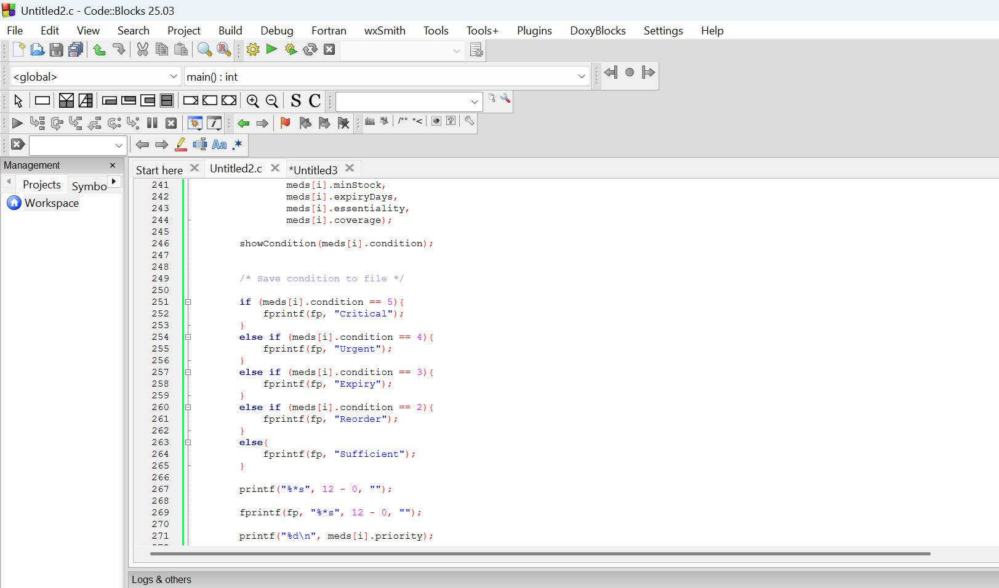 Untitled2.c - Code::Blocks 25.03
File Edit View Search Project Build Debug Fortran wxSmith Tools Tools+ Plugins DoxyBlocks Settings Help
<global> main() : int
S C
/** *<
Aa .*
Management
Start here Untitled2.c *Untitled3
Projects Symbo
Workspace
241 meds[i].minStock,
242 meds[i].expiryDays,
243 meds[i].essentiality,
244 meds[i].coverage);
245
246 showCondition(meds[i].condition);
247
248
249 /* Save condition to file */
250
251 if (meds[i].condition == 5){
252 fprintf(fp, "Critical");
253 }
254 else if (meds[i].condition == 4){
255 fprintf(fp, "Urgent");
256 }
257 else if (meds[i].condition == 3){
258 fprintf(fp, "Expiry");
259 }
260 else if (meds[i].condition == 2){
261 fprintf(fp, "Reorder");
262 }
263 else{
264 fprintf(fp, "Sufficient");
265 }
266
267 printf("%*s", 12 - 0, "");
268
269 fprintf(fp, "%*s", 12 - 0, "");
270
271 printf("%d\n", meds[i].priority);
Logs & others